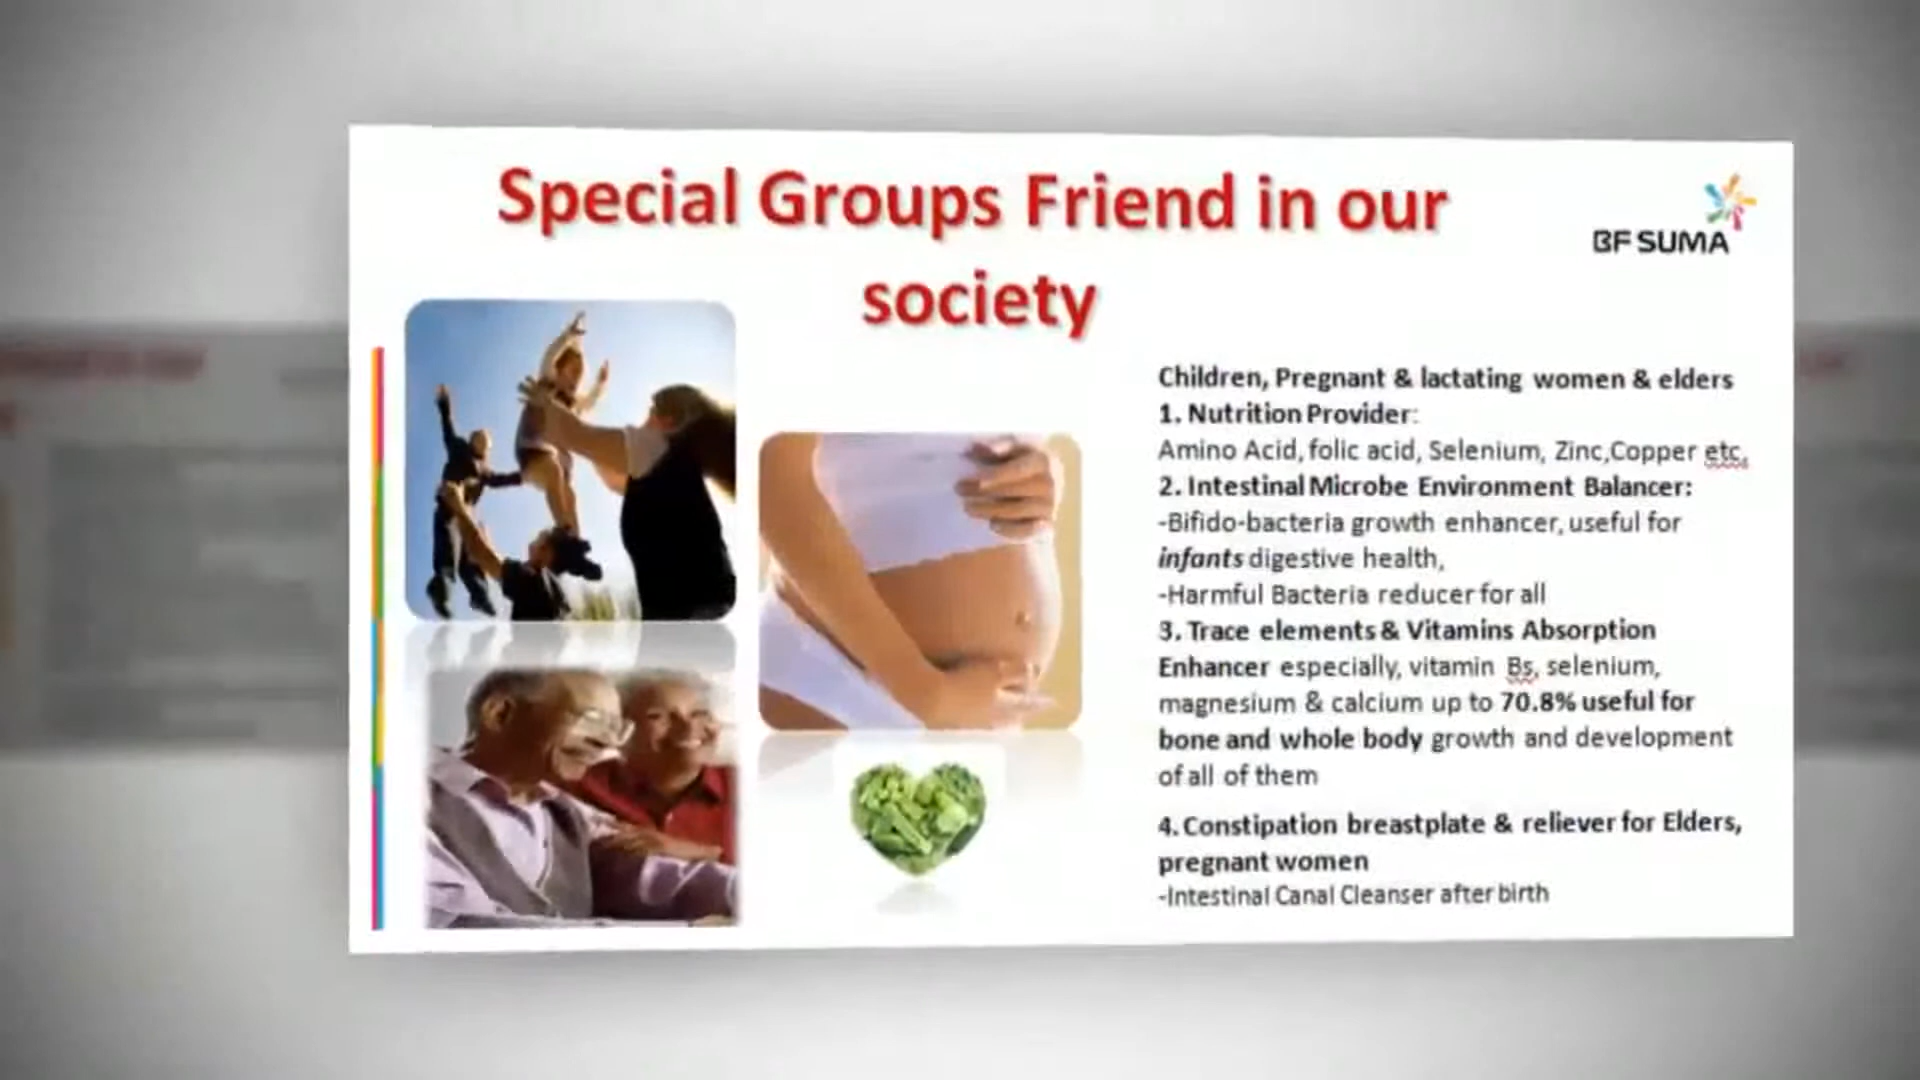 Special Groups Friend in our
society
BF SUMA
Children, Pregnant & lactating women & elders
1. Nutrition Provider:
Amino Acid, folic acid, Selenium, Zinc,Copper etc.
2. Intestinal Microbe Environment Balancer:
-Bifido-bacteria growth enhancer, useful for
infants digestive health,
-Harmful Bacteria reducer for all
3. Trace elements & Vitamins Absorption
Enhancer especially, vitamin Bs, selenium,
magnesium & calcium up to 70.8% useful for
bone and whole body growth and development
of all of them
4. Constipation breastplate & reliever for Elders,
pregnant women
-Intestinal Canal Cleanser after birth